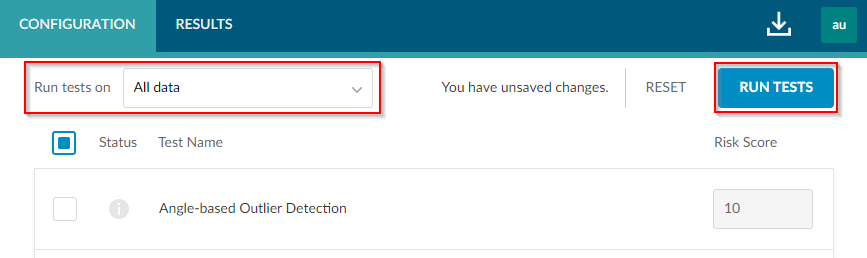 CONFIGURATION RESULTS au
Run tests on All data You have unsaved changes. RESET RUN TESTS
Status Test Name Risk Score
Angle-based Outlier Detection 10